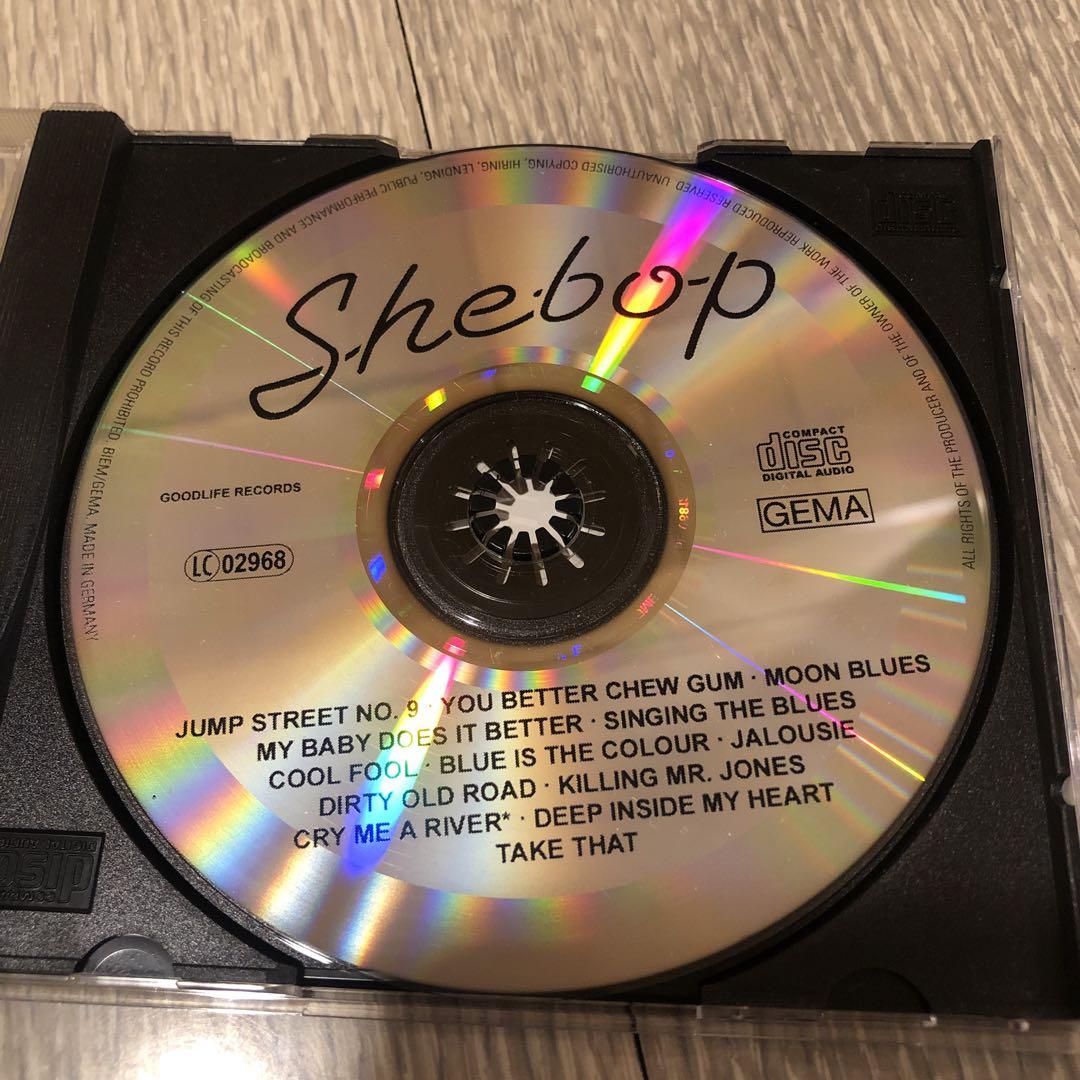 She·bo·p
GOODLIFE RECORDS
LC 02968
COMPACT
disc
DIGITAL AUDIO
GEMA
JUMP STREET NO. 9 · YOU BETTER CHEW GUM · MOON BLUES
MY BABY DOES IT BETTER · SINGING THE BLUES
COOL FOOL · BLUE IS THE COLOUR · JALOUSIE
DIRTY OLD ROAD · KILLING MR. JONES
CRY ME A RIVER* · DEEP INSIDE MY HEART
TAKE THAT
ALL RIGHTS OF THE PRODUCER AND OF THE OWNER OF THE WORK REPRODUCED RESERVED. UNAUTHORISED COPYING, HIRING, LENDING, PUBLIC PERFORMANCE AND BROADCASTING OF THIS RECORD PROHIBITED. BIEM/GEMA. MADE IN GERMANY
disc
DIGITAL AUDIO